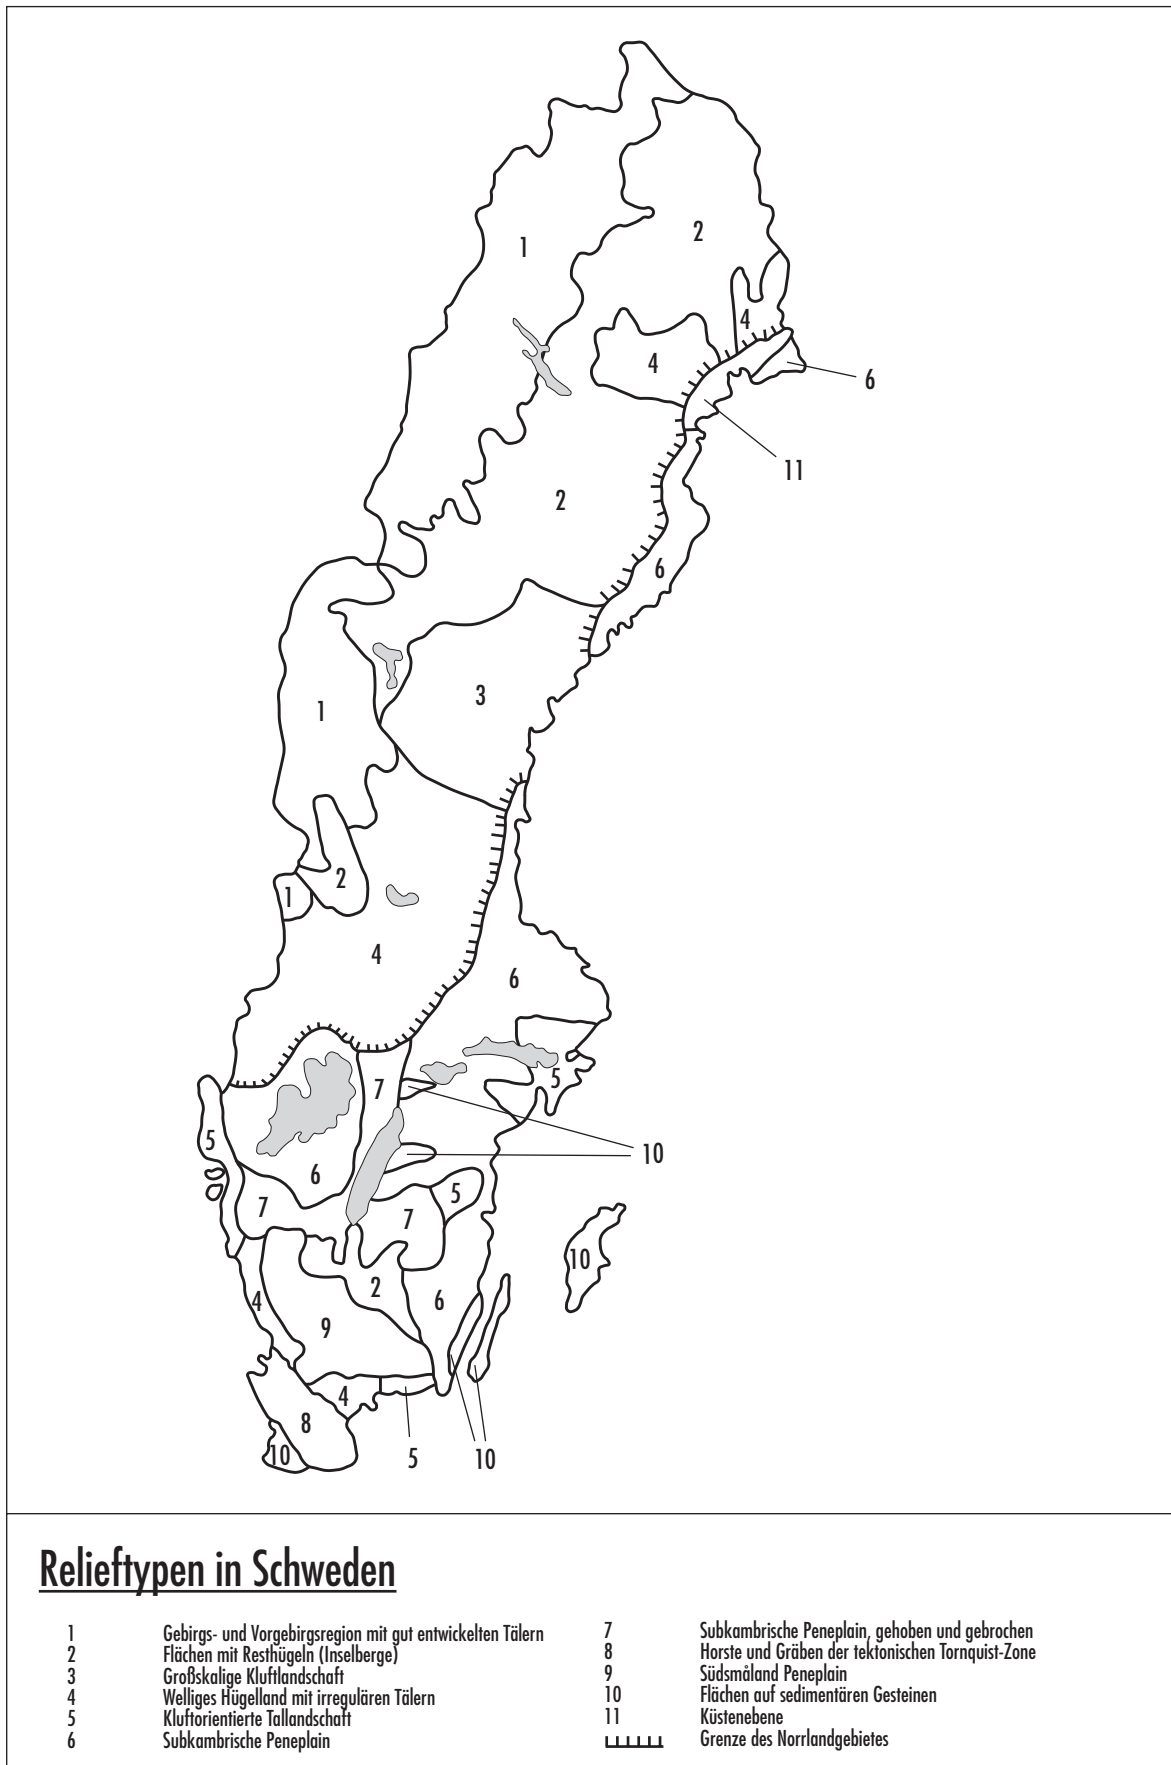 1
2
4
4
6
11
2
6
3
1
2
1
4
6
5
7
10
5
6
7
5
7
10
2
4
6
9
4
8
10
5
10
Relieftypen in Schweden
1 Gebirgs- und Vorgebirgsregion mit gut entwickelten Tälern
2 Flächen mit Resthügeln (Inselberge)
3 Großskalige Kluftlandschaft
4 Welliges Hügelland mit irregulären Tälern
5 Kluftorientierte Tallandschaft
6 Subkambrische Peneplain
7 Subkambrische Peneplain, gehoben und gebrochen
8 Horste und Gräben der tektonischen Tornquist-Zone
9 Südsmåland Peneplain
10 Flächen auf sedimentären Gesteinen
11 Küstenebene
Grenze des Norrlandgebietes